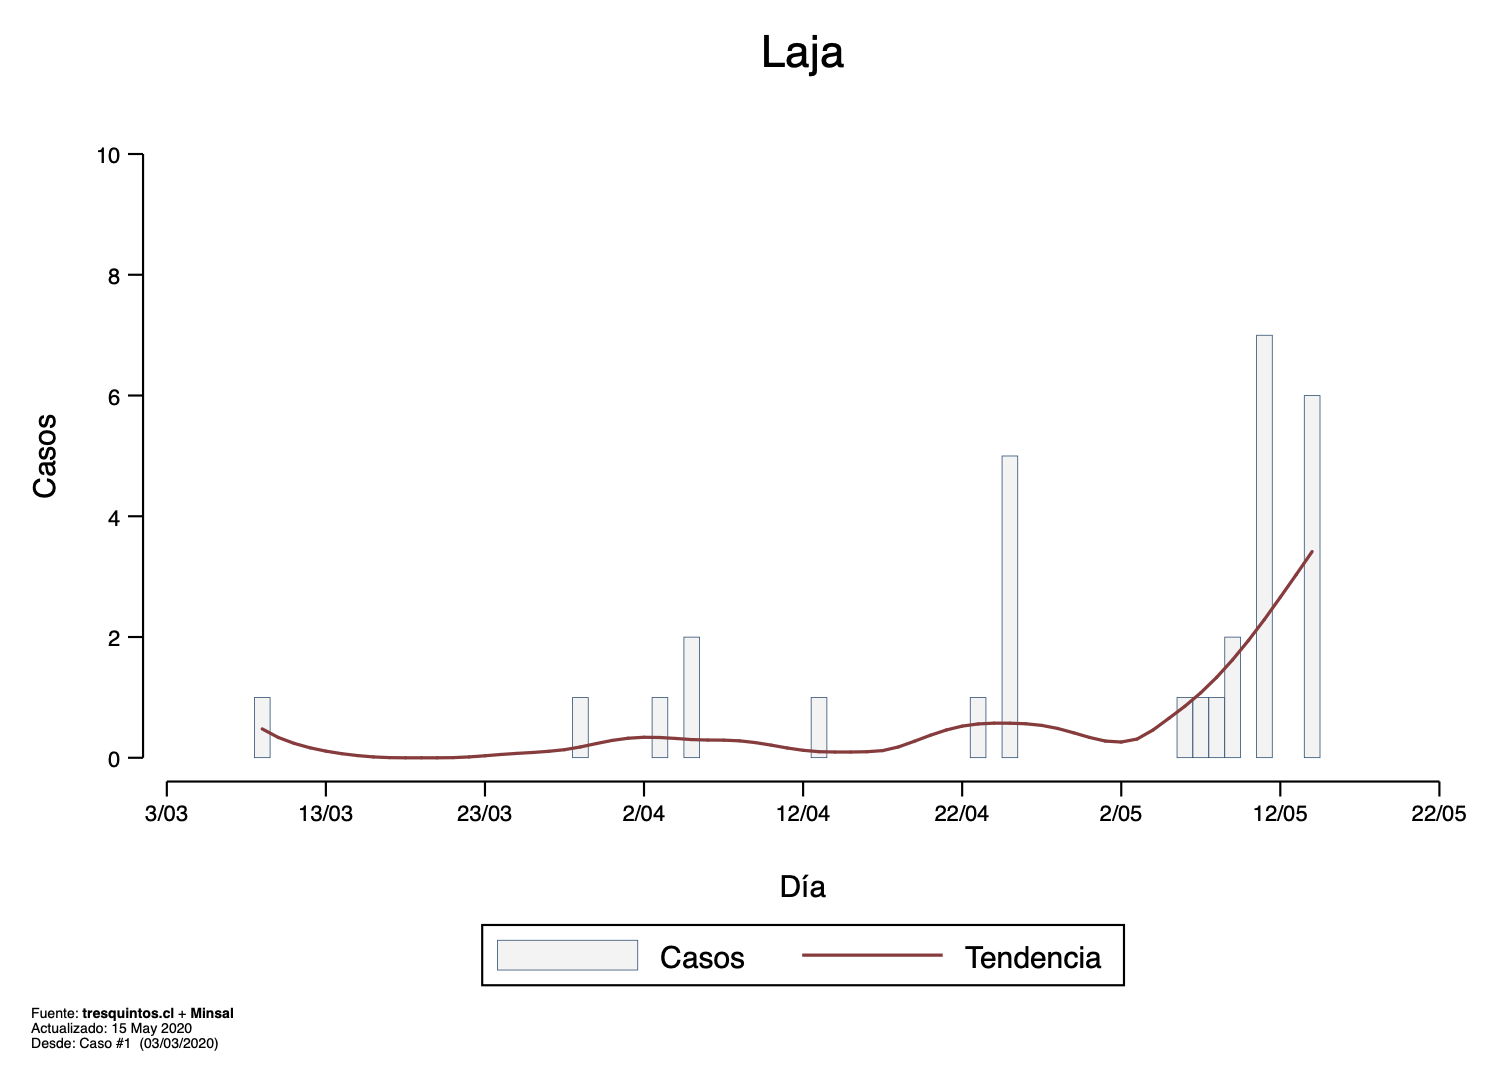 Laja
10
8
6
4
2
0
Casos
3/03 13/03 23/03 2/04 12/04 22/04 2/05 12/05 22/05
Día
Casos Tendencia
Fuente: tresquintos.cl + Minsal
Actualizado: 15 May 2020
Desde: Caso #1 (03/03/2020)